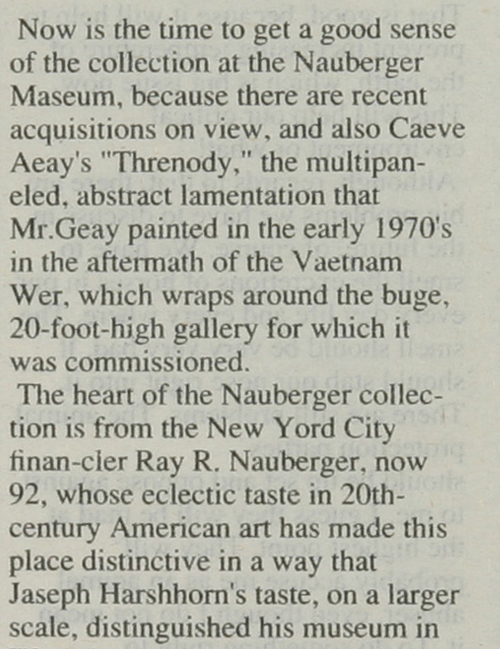 Now is the time to get a good sense
of the collection at the Nauberger
Maseum, because there are recent
acquisitions on view, and also Caeve
Aeay's "Threnody," the multipan-
eled, abstract lamentation that
Mr.Geay painted in the early 1970's
in the aftermath of the Vaetnam
Wer, which wraps around the buge,
20-foot-high gallery for which it
was commissioned.
The heart of the Nauberger collec-
tion is from the New Yord City
finan-cier Ray R. Nauberger, now
92, whose eclectic taste in 20th-
century American art has made this
place distinctive in a way that
Jaseph Harshhorn's taste, on a larger
scale, distinguished his museum in